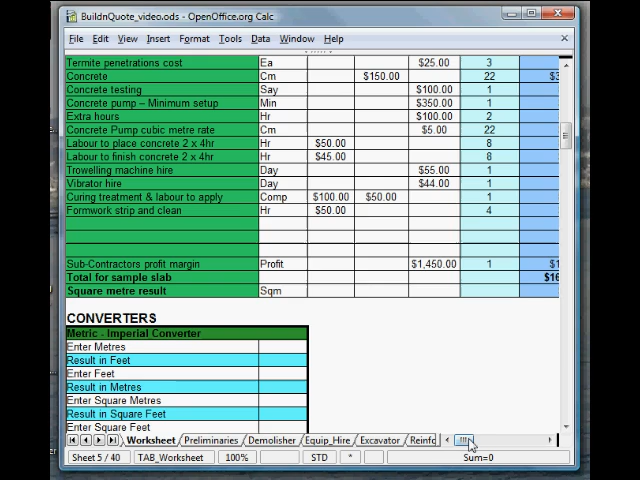 BuildnQuote_video.ods - OpenOffice.org Calc
File Edit View Insert Format Tools Data Window Help
Termite penetrations cost Ea $25.00 3
Concrete Cm $150.00 22 $3
Concrete testing Say $100.00 1
Concrete pump – Minimum setup Min $350.00 1
Extra hours Hr $100.00 2
Concrete Pump cubic metre rate Cm $5.00 22
Labour to place concrete 2 x 4hr Hr $50.00 8
Labour to finish concrete 2 x 4hr Hr $45.00 8
Trowelling machine hire Day $55.00 1
Vibrator hire Day $44.00 1
Curing treatment & labour to apply Comp $100.00 $50.00 1
Formwork strip and clean Hr $50.00 4
Sub-Contractors profit margin Profit $1,450.00 1 $1
Total for sample slab $16
Square metre result Sqm
CONVERTERS
Metric - Imperial Converter
Enter Metres
Result in Feet
Enter Feet
Result in Metres
Enter Square Metres
Result in Square Feet
Enter Square Feet
Worksheet Preliminaries Demolisher Equip_Hire Excavator Reinfo
Sheet 5 / 40 TAB_Worksheet 100% STD * Sum=0